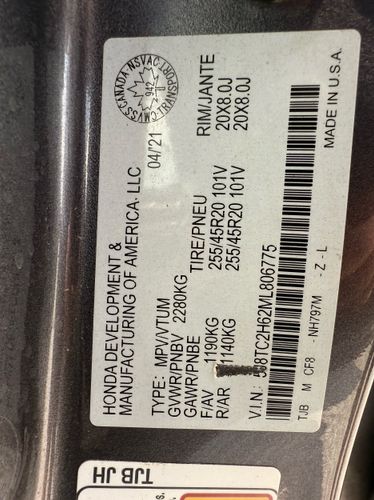 HONDA DEVELOPMENT &
MANUFACTURING OF AMERICA. LLC
04/'21
TYPE: MPV/VTUM
GVWR/PNBV 2280KG
GAWR/PNBE TIRE/PNEU RIM/JANTE
F/AV 1190KG 255/45R20 101V 20X8.0J
R/AR 1140KG 255/45R20 101V 20X8.0J
V.I.N.: 5J8TC2H62ML806775
TJB M CF8 - NH797M - Z - L
MADE IN U.S.A.
CANADA NSVAC
TRANSPORT
CMVSS
942
TJB JH